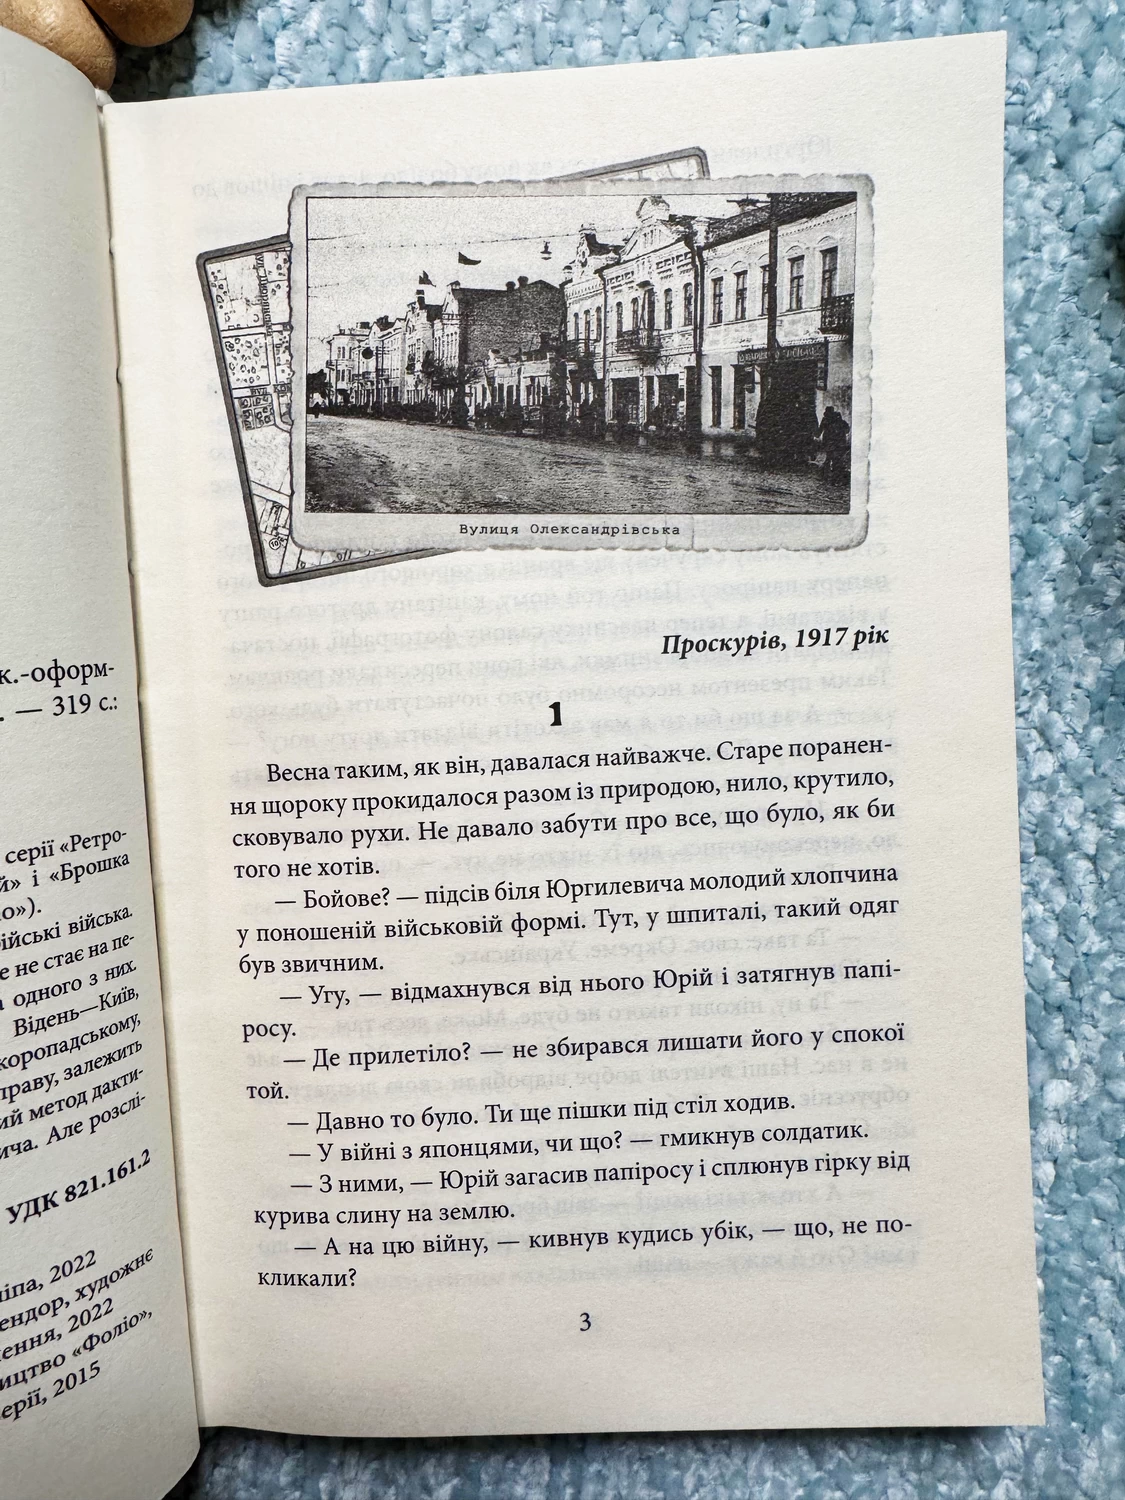 к.-оформ-
. — 319 с.:
серії «Ретро-
й» і «Брошка
о»).
ійські війська.
е не стає на пе-
одного з них.
Відень—Київ,
коропадському,
праву, залежить
ий метод дакти-
ича. Але розслі-
УДК 821.161.2
ліпа, 2022
ендор, художнє
ення, 2022
ицтво «Фоліо»,
ерії, 2015
Вулиця Олександрівська
Проскурів, 1917 рік
1
Весна таким, як він, давалася найважче. Старе поранен-
ня щороку прокидалося разом із природою, нило, крутило,
сковувало рухи. Не давало забути про все, що було, як би
того не хотів.
— Бойове? — підсів біля Юргилевича молодий хлопчина
у поношеній військовій формі. Тут, у шпиталі, такий одяг
був звичним.
— Угу, — відмахнувся від нього Юрій і затягнув папі-
росу.
— Де прилетіло? — не збирався лишати його у спокої
той.
— Давно то було. Ти ще пішки під стіл ходив.
— У війні з японцями, чи що? — гмикнув солдатик.
— З ними, — Юрій загасив папіросу і сплюнув гірку від
курива слину на землю.
— А на цю війну, — кивнув кудись убік, — що, не по-
кликали?
3